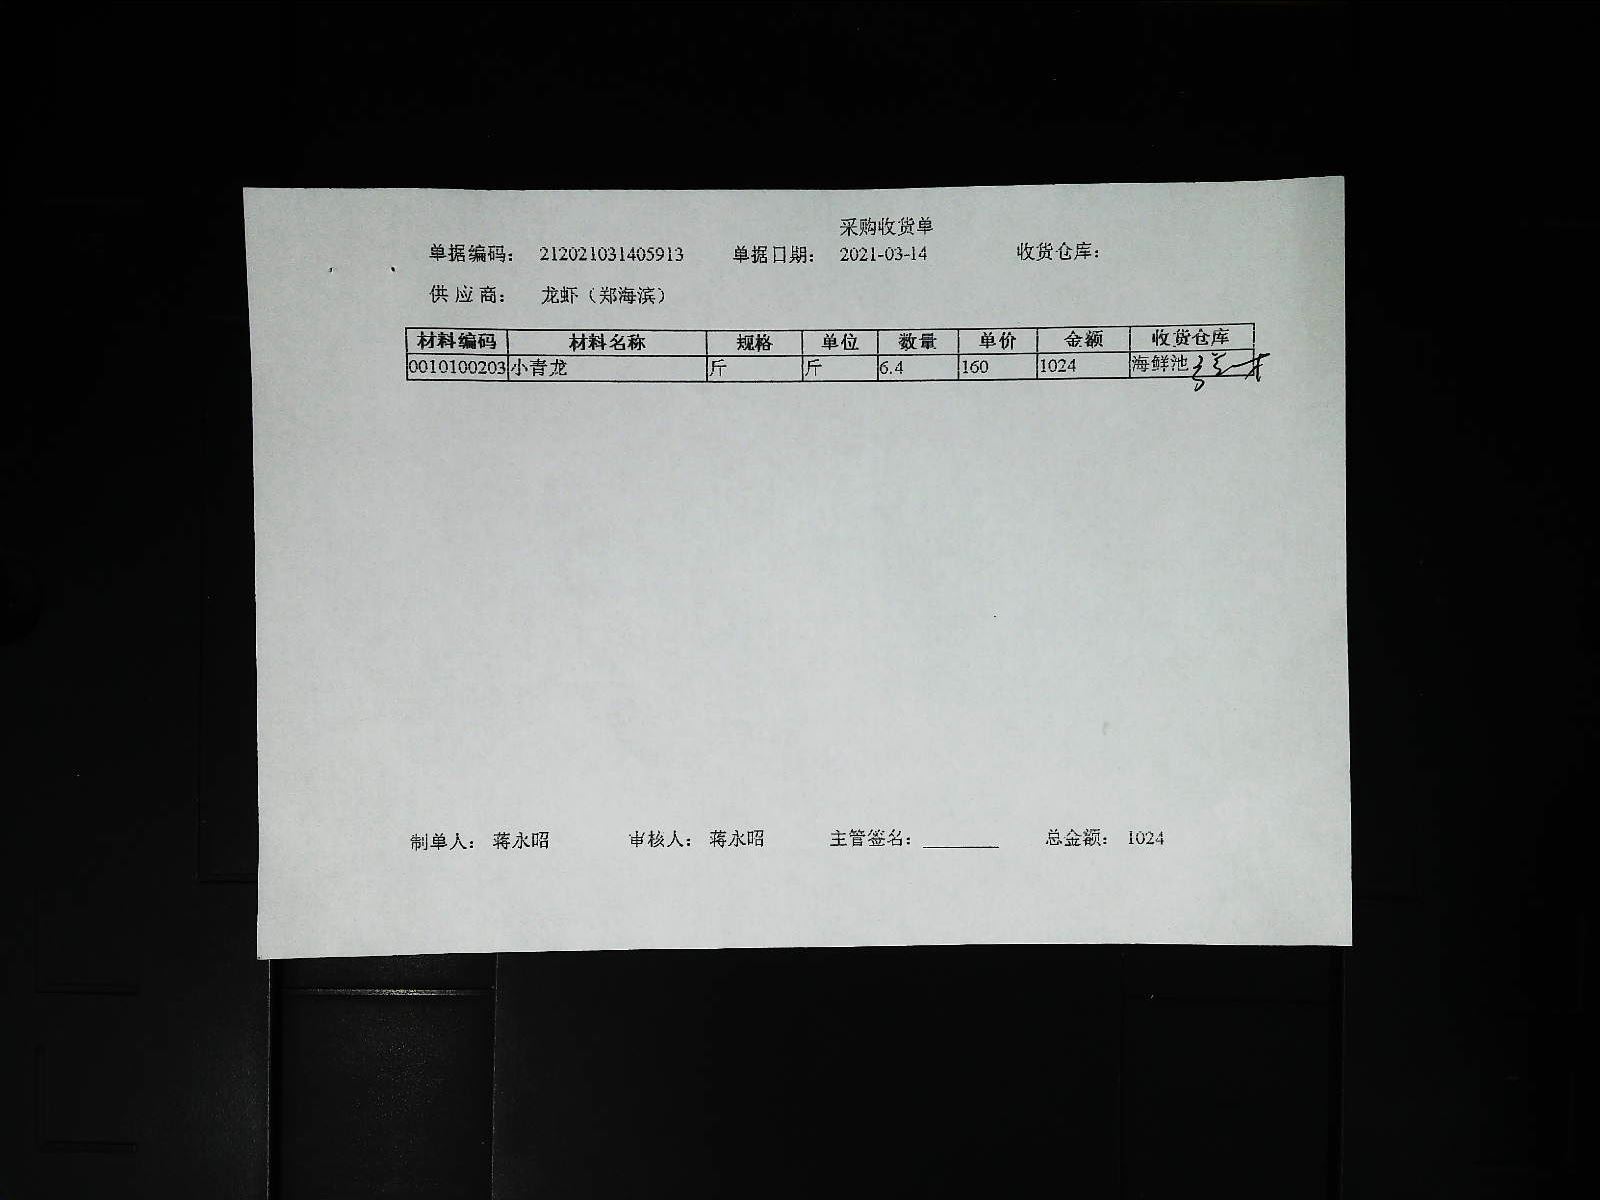 采购收货单
单据编码： 212021031405913 单据日期： 2021-03-14 收货仓库：
供 应 商： 龙虾（郑海滨）
材料编码 材料名称 规格 单位 数量 单价 金额 收货仓库
0010100203 小青龙 斤 斤 6.4 160 1024 海鲜池
制单人： 蒋永昭 审核人： 蒋永昭 主管签名： 总金额： 1024